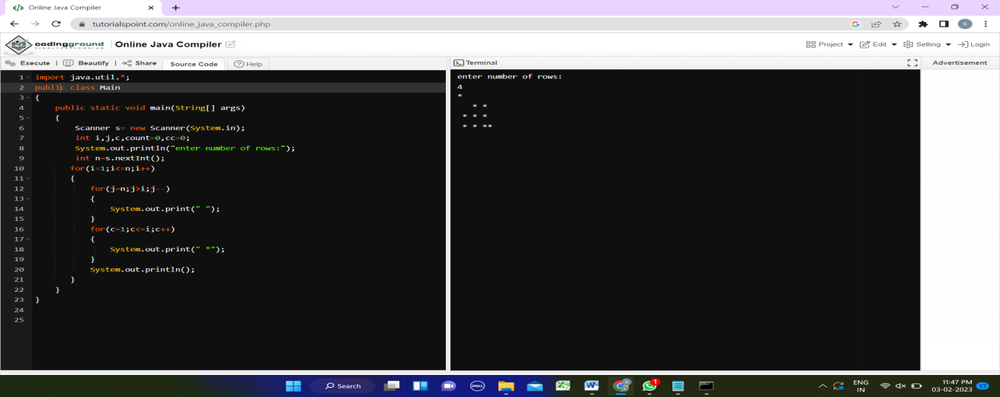 Online Java Compiler
tutorialspoint.com/online_java_compiler.php
G
S
codingground
SIMPLYEASYCODING
Online Java Compiler
Project
Edit
Setting
Login
Execute | Beautify | Share Source Code Help
Terminal
Advertisement
1 import java.util.*;
2 public class Main
3 {
4 public static void main(String[] args)
5 {
6 Scanner s= new Scanner(System.in);
7 int i,j,c,count=0,cc=0;
8 System.out.println("enter number of rows:");
9 int n=s.nextInt();
10 for(i=1;i<=n;i++)
11 {
12 for(j=n;j>i;j--)
13 {
14 System.out.print(" ");
15 }
16 for(c=1;c<=i;c++)
17 {
18 System.out.print(" *");
19 }
20 System.out.println();
21 }
22 }
23 }
24
25
enter number of rows:
4
*
* *
* * *
* * **
Search
DELL
W
1
ENG
IN
11:47 PM
03-02-2023
17